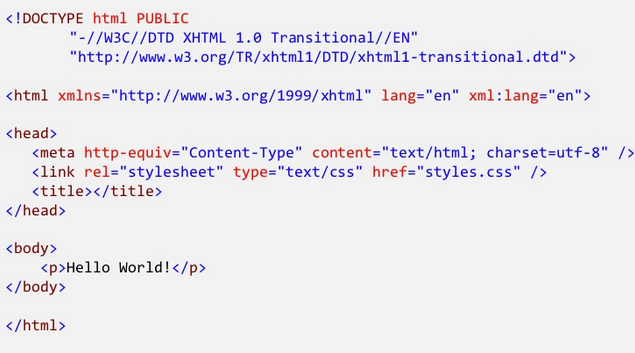 <!DOCTYPE html PUBLIC
"-//W3C//DTD XHTML 1.0 Transitional//EN"
"http://www.w3.org/TR/xhtml1/DTD/xhtml1-transitional.dtd">
<html xmlns="http://www.w3.org/1999/xhtml" lang="en" xml:lang="en">
<head>
<meta http-equiv="Content-Type" content="text/html; charset=utf-8" />
<link rel="stylesheet" type="text/css" href="styles.css" />
<title></title>
</head>
<body>
<p>Hello World!</p>
</body>
</html>